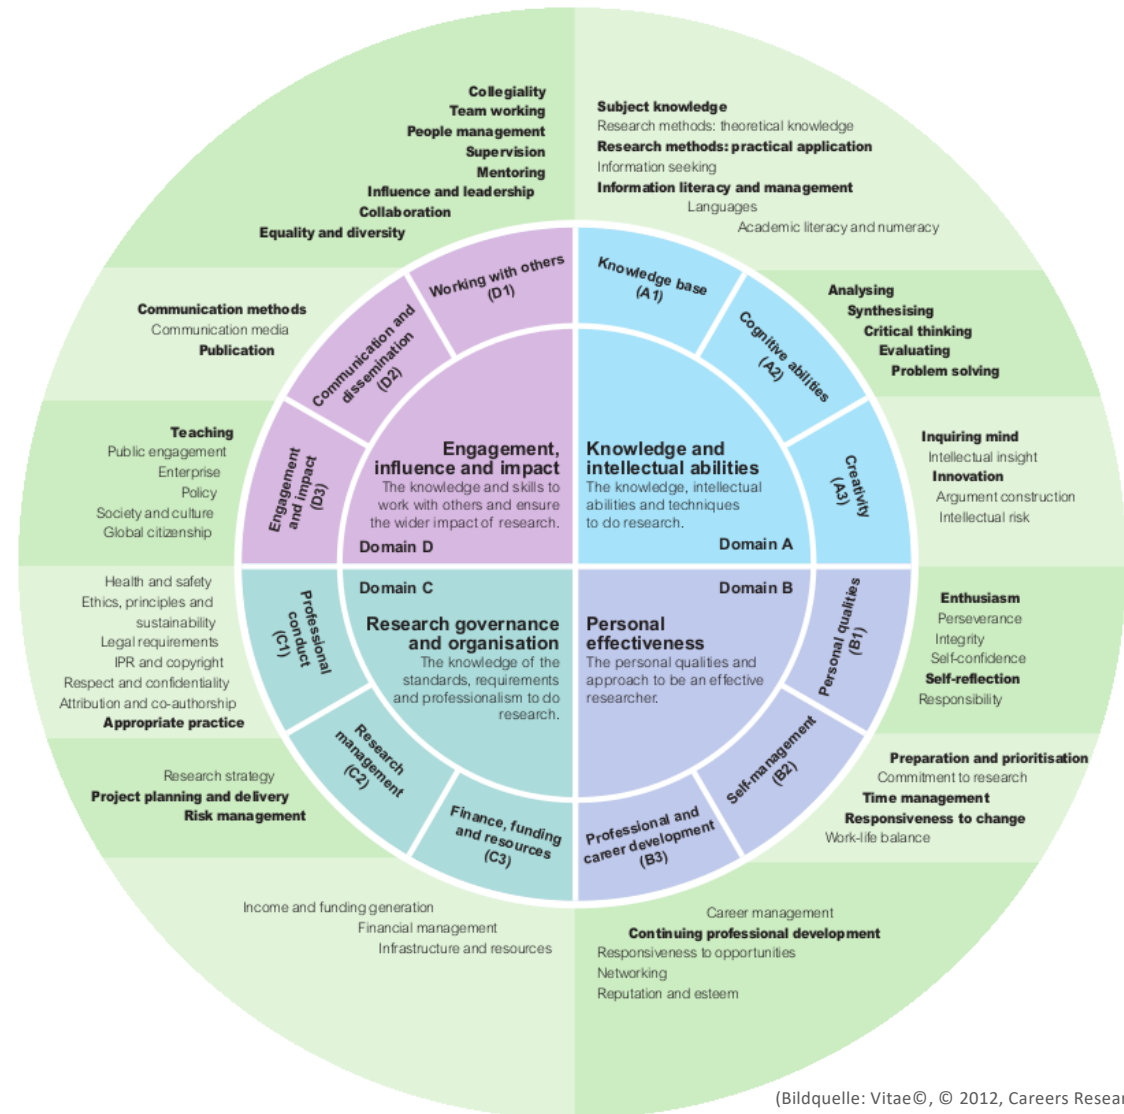 Collegiality
Team working
People management
Supervision
Mentoring
Influence and leadership
Collaboration
Equality and diversity
Subject knowledge
Research methods: theoretical knowledge
Research methods: practical application
Information seeking
Information literacy and management
Languages
Academic literacy and numeracy
Working with others
(D1)
Knowledge base
(A1)
Communication methods
Communication media
Publication
Communication and
dissemination
(D2)
Cognitive abilities
(A2)
Analysing
Synthesising
Critical thinking
Evaluating
Problem solving
Teaching
Public engagement
Enterprise
Policy
Society and culture
Global citizenship
Engagement
and impact
(D3)
Engagement,
influence and impact
The knowledge and skills to
work with others and ensure
the wider impact of research.
Domain D
Knowledge and
intellectual abilities
The knowledge, intellectual
abilities and techniques
to do research.
Domain A
Creativity
(A3)
Inquiring mind
Intellectual insight
Innovation
Argument construction
Intellectual risk
Health and safety
Ethics, principles and
sustainability
Legal requirements
IPR and copyright
Respect and confidentiality
Attribution and co-authorship
Appropriate practice
Professional
conduct
(C1)
Domain C
Research governance
and organisation
The knowledge of the
standards, requirements
and professionalism to do
research.
Domain B
Personal
effectiveness
The personal qualities and
approach to be an effective
researcher.
Personal qualities
(B1)
Enthusiasm
Perseverance
Integrity
Self-confidence
Self-reflection
Responsibility
Research strategy
Project planning and delivery
Risk management
Research
management
(C2)
Self-management
(B2)
Preparation and prioritisation
Commitment to research
Time management
Responsiveness to change
Work-life balance
Finance, funding
and resources
(C3)
Professional and
career development
(B3)
Income and funding generation
Financial management
Infrastructure and resources
Career management
Continuing professional development
Responsiveness to opportunities
Networking
Reputation and esteem
(Bildquelle: Vitae©, © 2012, Careers Resear